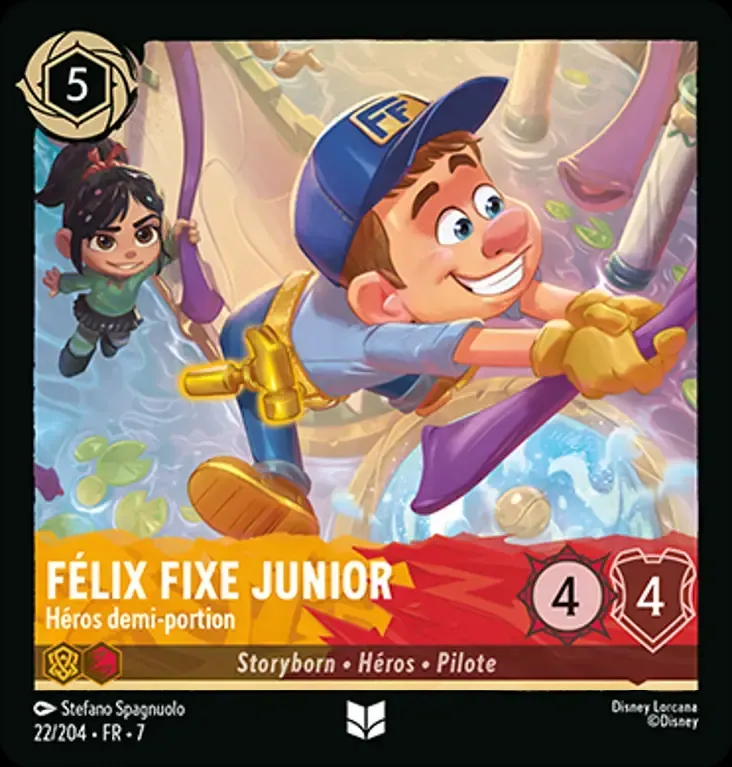 5
FF
FÉLIX FIXE JUNIOR
Héros demi-portion
4
4
Storyborn • Héros • Pilote
Stefano Spagnuolo
Disney Lorcana
22/204 • FR • 7
©Disney